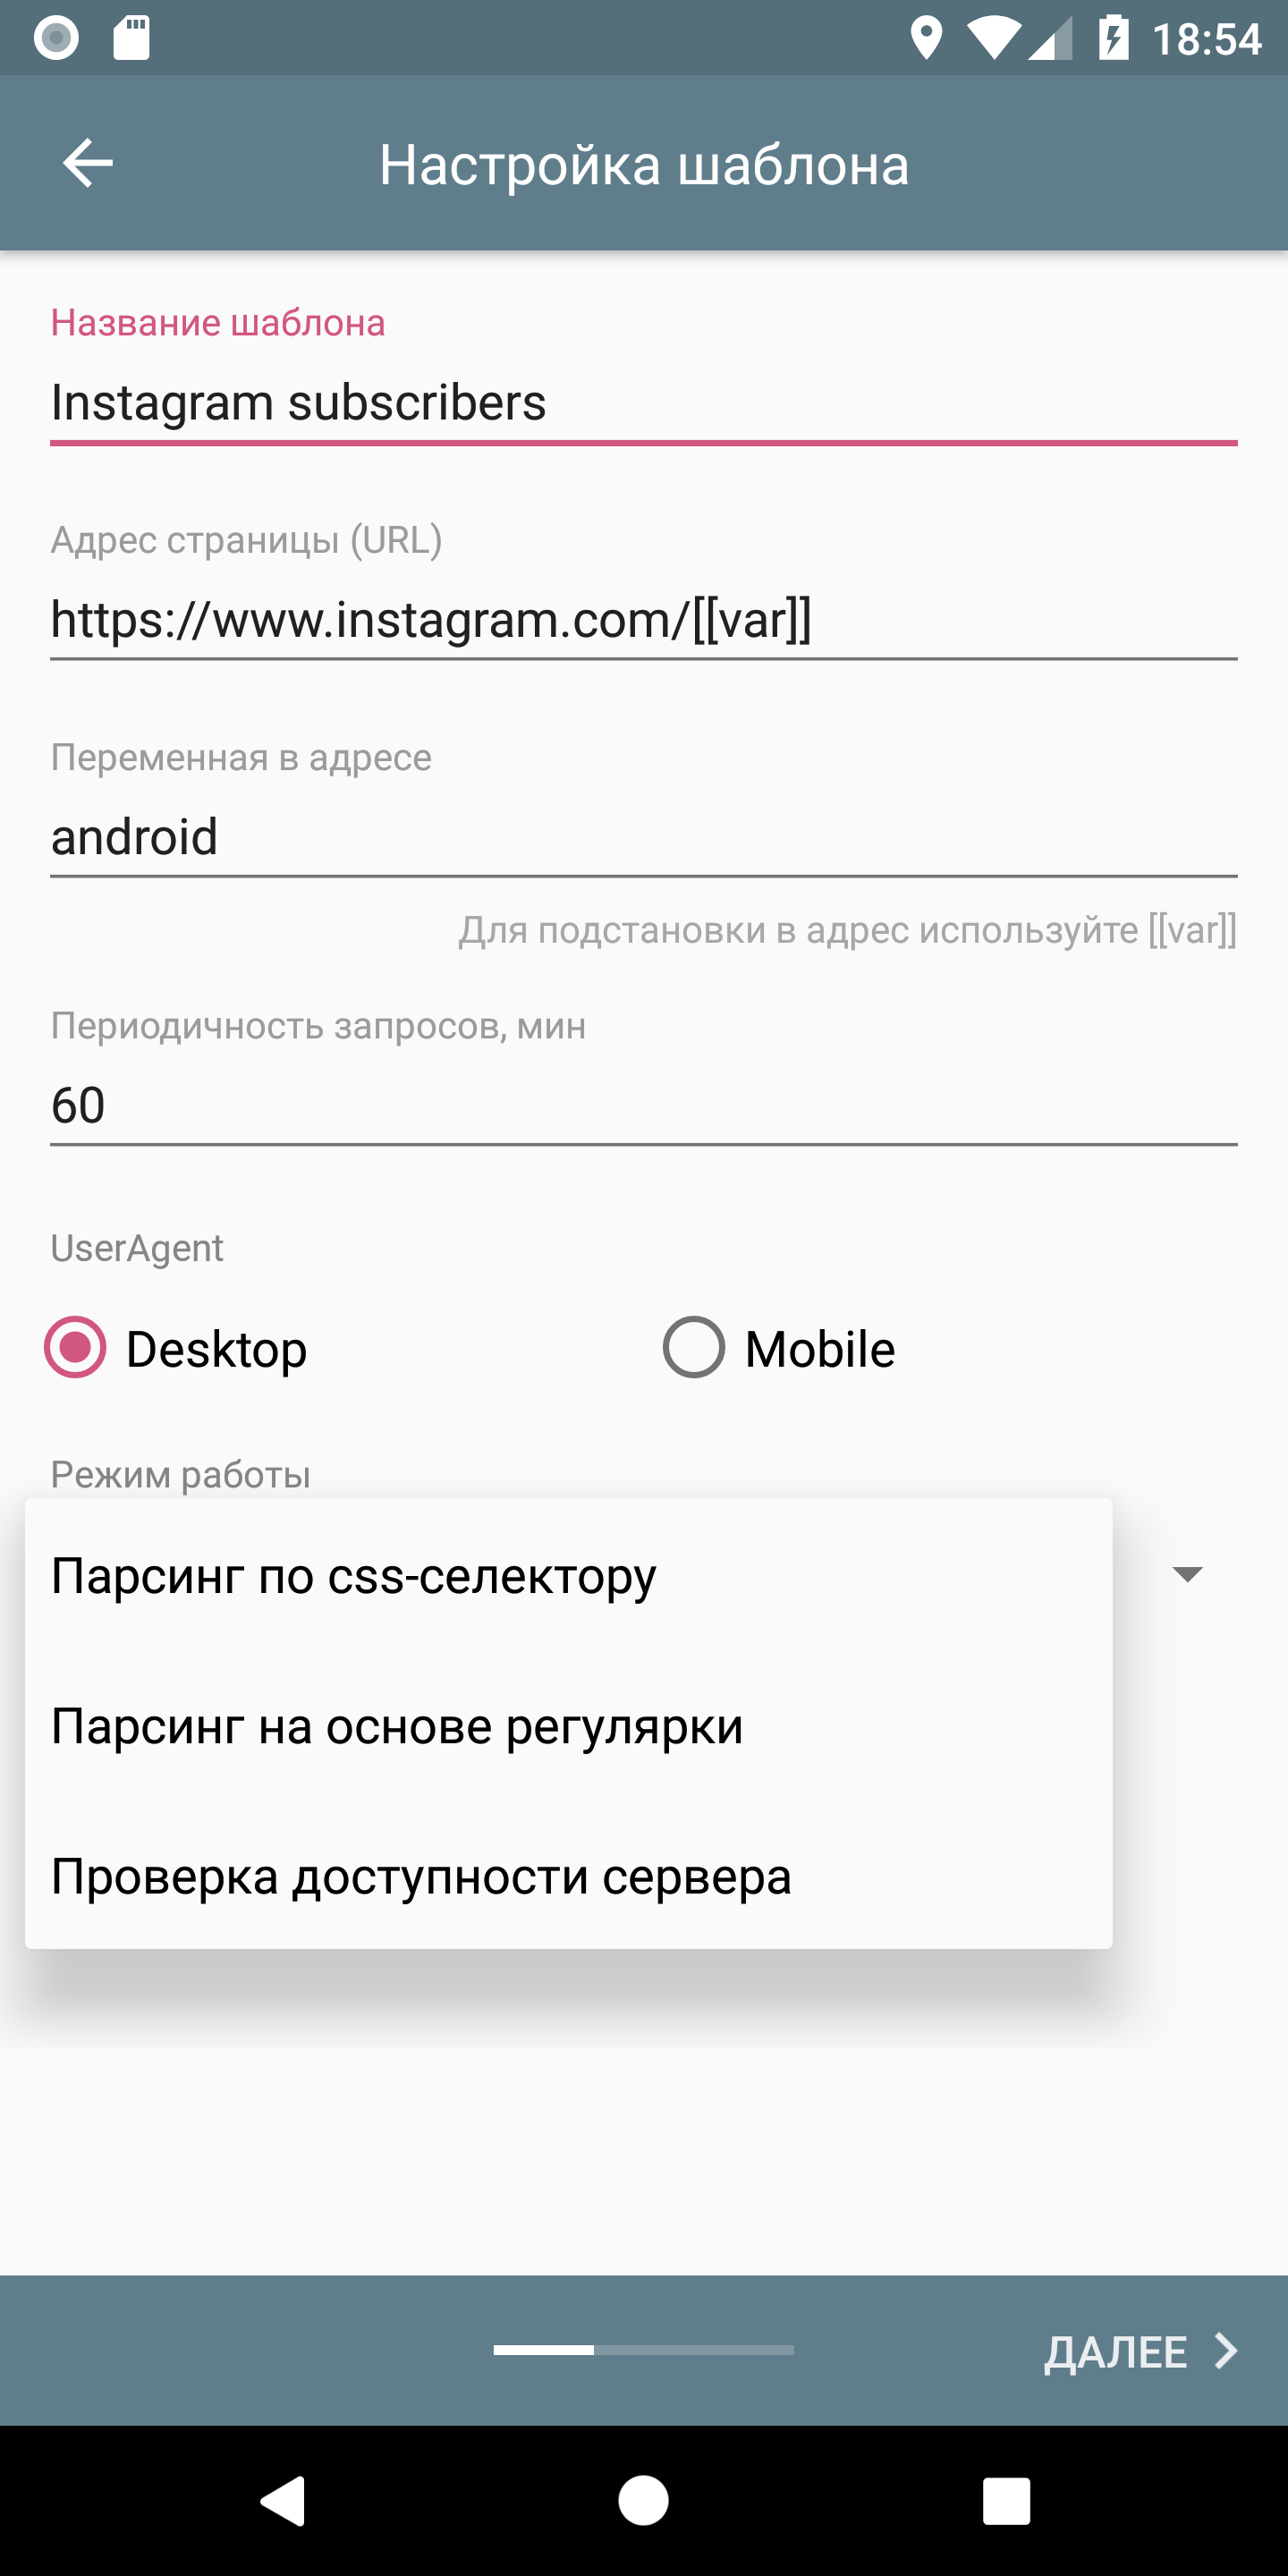 18:54
Настройка шаблона
Название шаблона
Instagram subscribers
Адрес страницы (URL)
https://www.instagram.com/[[var]]
Переменная в адресе
android
Для подстановки в адрес используйте [[var]]
Периодичность запросов, мин
60
UserAgent
Desktop Mobile
Режим работы
Парсинг по css-селектору
Парсинг на основе регулярки
Проверка доступности сервера
ДАЛЕЕ